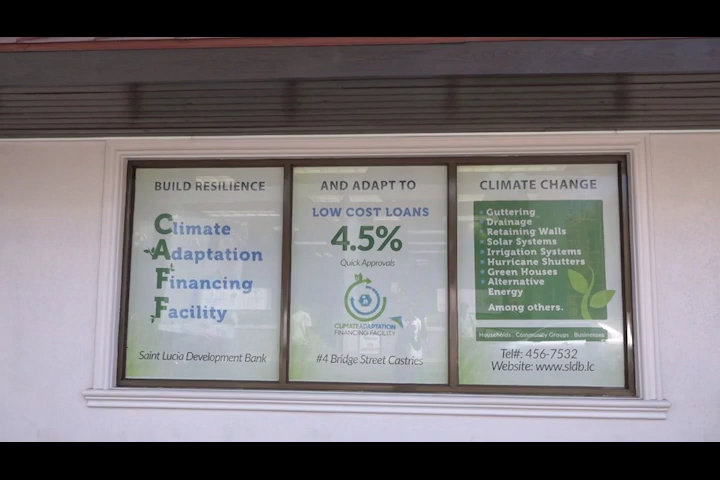 BUILD RESILIENCE
Climate
Adaptation
Financing
Facility
Saint Lucia Development Bank
AND ADAPT TO
LOW COST LOANS
4.5%
Quick Approvals
CLIMATE ADAPTATION
FINANCING FACILITY
#4 Bridge Street Castries
CLIMATE CHANGE
Guttering
Drainage
Retaining Walls
Solar Systems
Irrigation Systems
Hurricane Shutters
Green Houses
Alternative
Energy
Among others.
Households . Community Groups . Businesses
Tel#: 456-7532
Website: www.sldb.lc